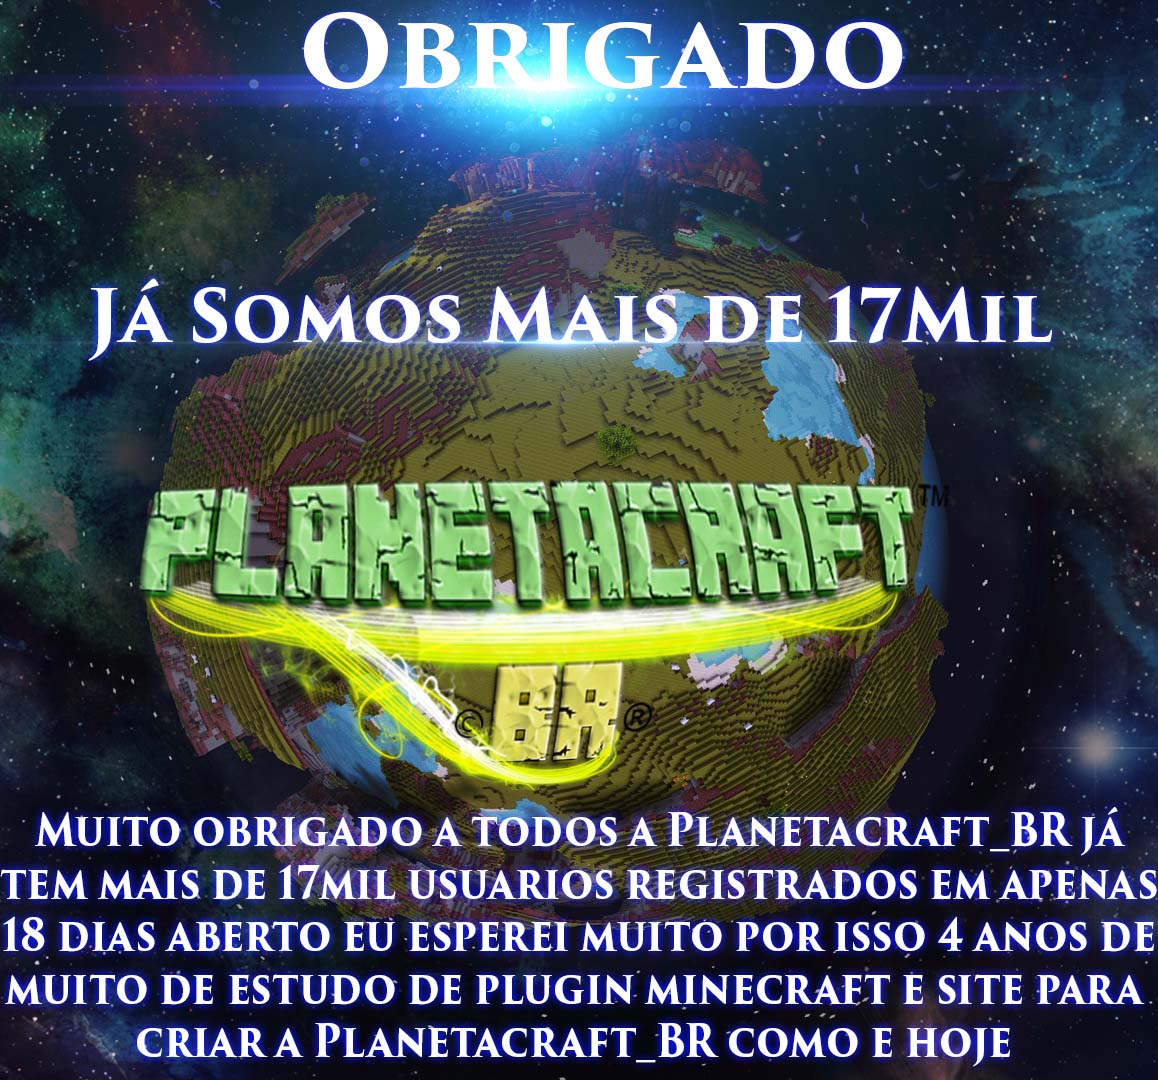 Obrigado
Já Somos Mais de 17Mil
PLANETACRAFT™
© BR ®
Muito obrigado a todos a Planetacraft_BR já
tem mais de 17mil usuarios registrados em apenas
18 dias aberto eu esperei muito por isso 4 anos de
muito de estudo de plugin minecraft e site para
criar a Planetacraft_BR como e hoje